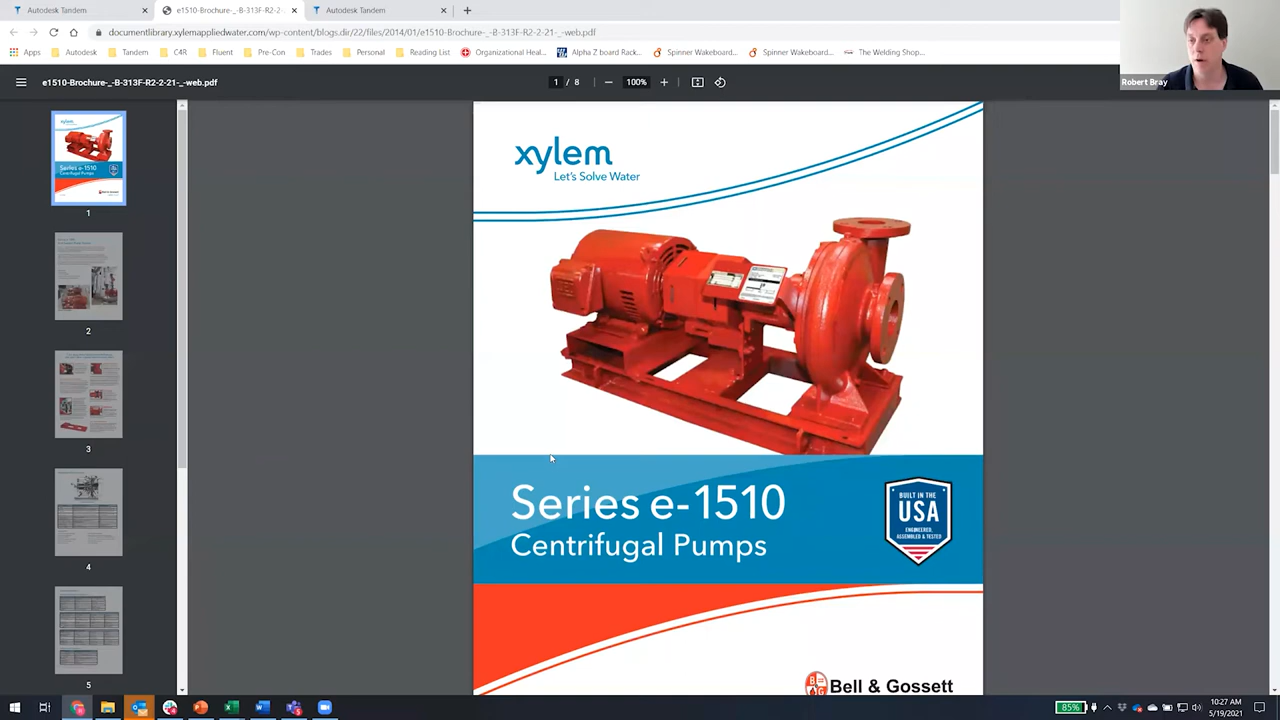 Autodesk Tandem
e1510-Brochure-_-B-313F-R2-2-
Autodesk Tandem
documentlibrary.xylemappliedwater.com/wp-content/blogs.dir/22/files/2014/01/e1510-Brochure-_-B-313F-R2-2-21-_-web.pdf
Apps
Autodesk
Tandem
C4R
Fluent
Pre-Con
Trades
Personal
Reading List
Organizational Heal...
Alpha Z board Rack...
Spinner Wakeboard...
Spinner Wakeboard...
The Welding Shop...
Robert Bray
e1510-Brochure-_-B-313F-R2-2-21-_-web.pdf
1 / 8
100%
xylem
Let's Solve Water
Series e-1510
Centrifugal Pumps
BUILT IN THE
USA
ENGINEERED,
ASSEMBLED & TESTED
Bell & Gossett
1
2
3
4
5
85%
10:27 AM
5/19/2021